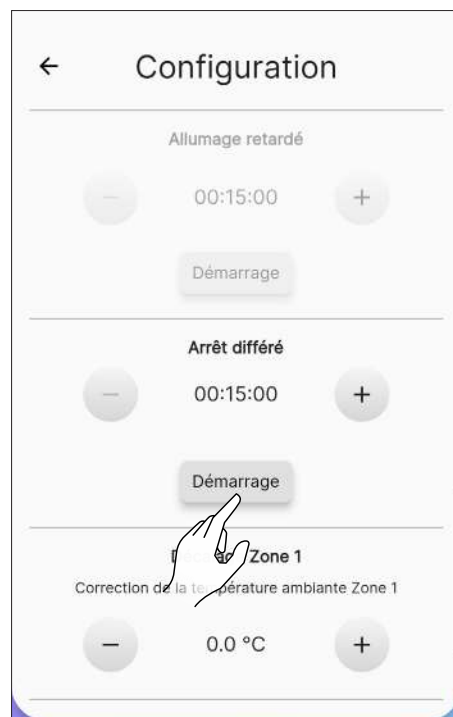 Configuration
Allumage retardé
− 00:15:00 +
Démarrage
Arrêt différé
− 00:15:00 +
Démarrage
Zone 1
Correction de la température ambiante Zone 1
− 0.0 °C +